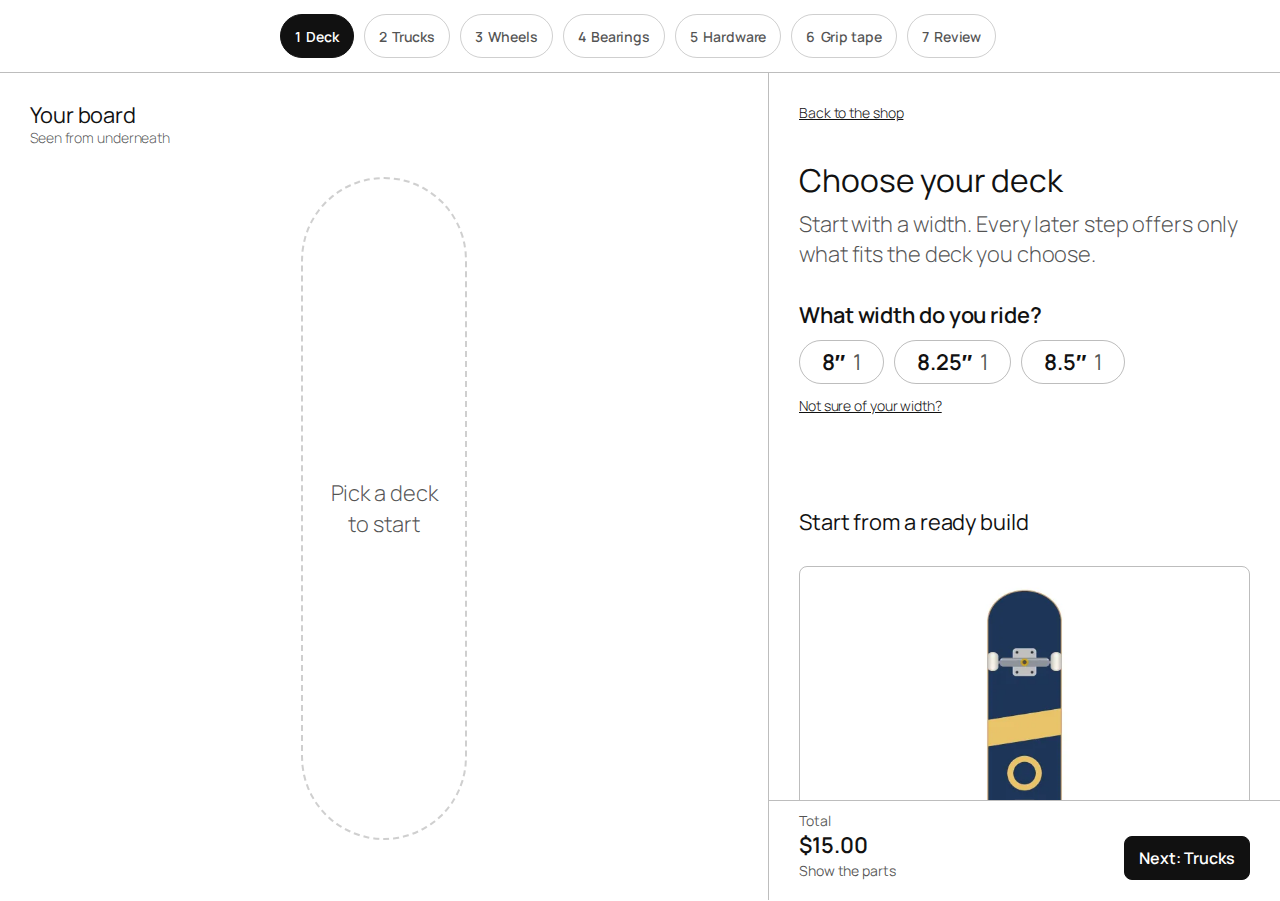 1 Deck
2 Trucks
3 Wheels
4 Bearings
5 Hardware
6 Grip tape
7 Review
Your board
Seen from underneath
Pick a deck
to start
Back to the shop
Choose your deck
Start with a width. Every later step offers only
what fits the deck you choose.
What width do you ride?
8″ 1
8.25″ 1
8.5″ 1
Not sure of your width?
Start from a ready build
Total
$15.00
Show the parts
Next: Trucks